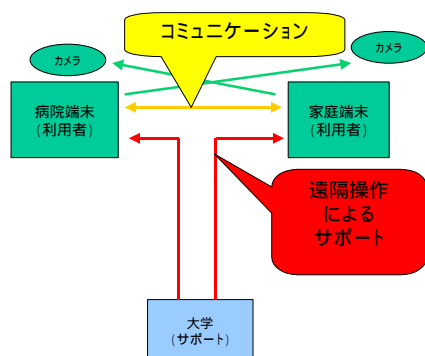 コミュニケーション
カメラ
カメラ
病院端末
(利用者)
家庭端末
(利用者)
遠隔操作
による
サポート
大学
(サポート)